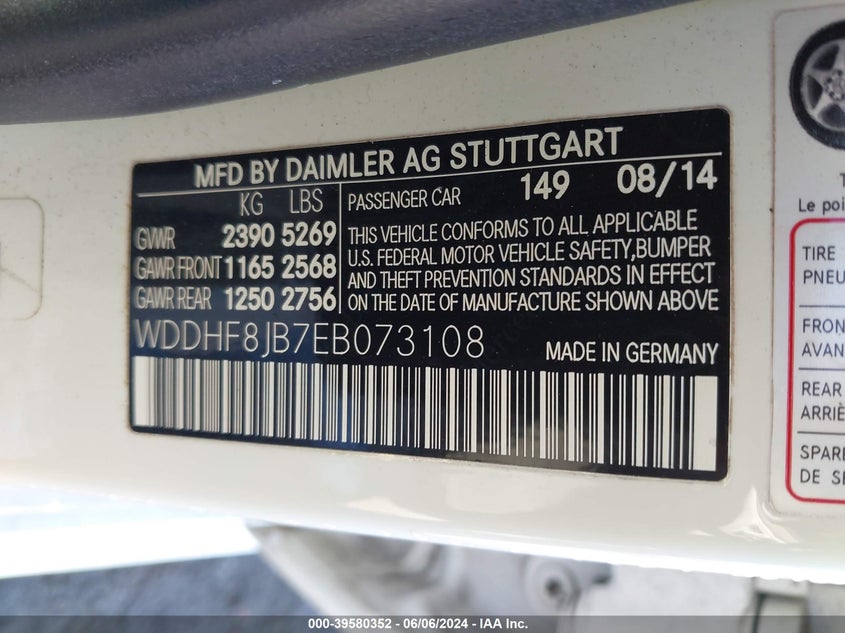 MFD BY DAIMLER AG STUTTGART
KG LBS
GVWR 2390 5269
GAWR FRONT 1165 2568
GAWR REAR 1250 2756
PASSENGER CAR 149 08/14
THIS VEHICLE CONFORMS TO ALL APPLICABLE
U.S. FEDERAL MOTOR VEHICLE SAFETY, BUMPER
AND THEFT PREVENTION STANDARDS IN EFFECT
ON THE DATE OF MANUFACTURE SHOWN ABOVE
WDDHF8JB7EB073108 MADE IN GERMANY
Le poi
TIRE
PNEU
FRON
AVAN
REAR
ARRIÈ
SPARE
DE SE
000-39580352 - 06/06/2024 - IAA, Inc.